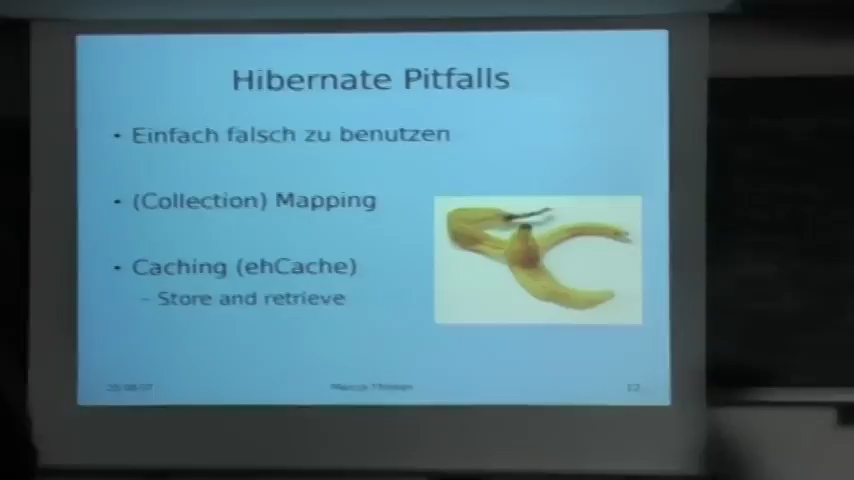 Hibernate Pitfalls
• Einfach falsch zu benutzen
• (Collection) Mapping
• Caching (ehCache)
– Store and retrieve